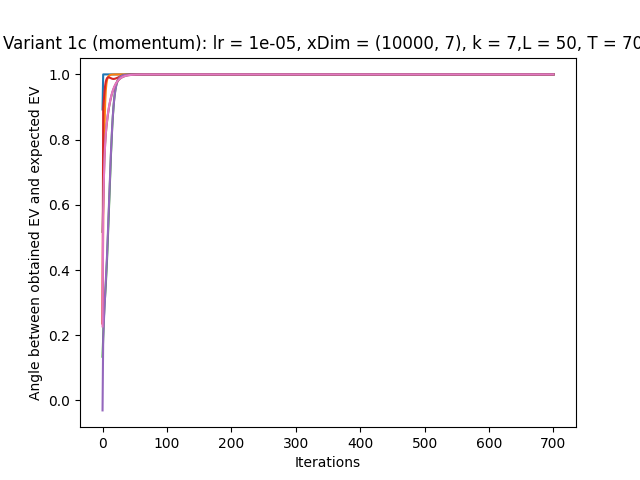 Variant 1c (momentum): lr = 1e-05, xDim = (10000, 7), k = 7,L = 50, T = 70
Angle between obtained EV and expected EV
1.0
0.8
0.6
0.4
0.2
0.0
0 100 200 300 400 500 600 700
Iterations